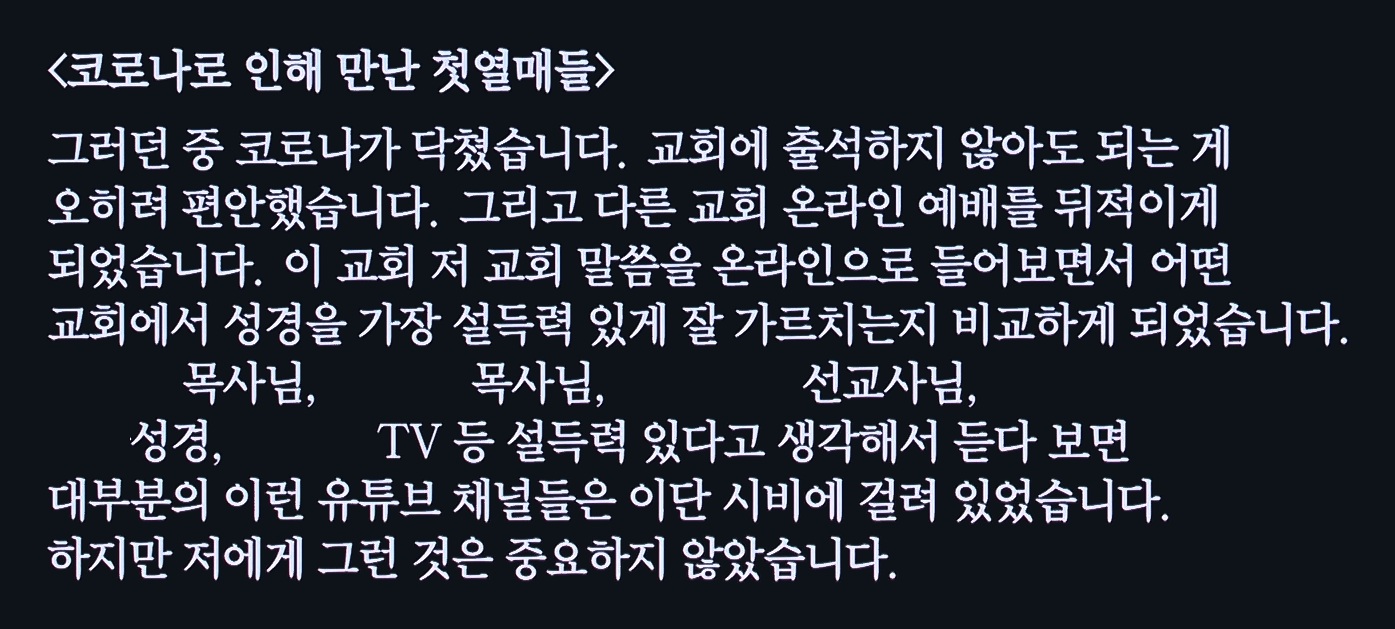 <코로나로 인해 만난 첫열매들>
그러던 중 코로나가 닥쳤습니다. 교회에 출석하지 않아도 되는 게
오히려 편안했습니다. 그리고 다른 교회 온라인 예배를 뒤적이게
되었습니다. 이 교회 저 교회 말씀을 온라인으로 들어보면서 어떤
교회에서 성경을 가장 설득력 있게 잘 가르치는지 비교하게 되었습니다.
목사님, 목사님, 선교사님,
성경, TV 등 설득력 있다고 생각해서 듣다 보면
대부분의 이런 유튜브 채널들은 이단 시비에 걸려 있었습니다.
하지만 저에게 그런 것은 중요하지 않았습니다.